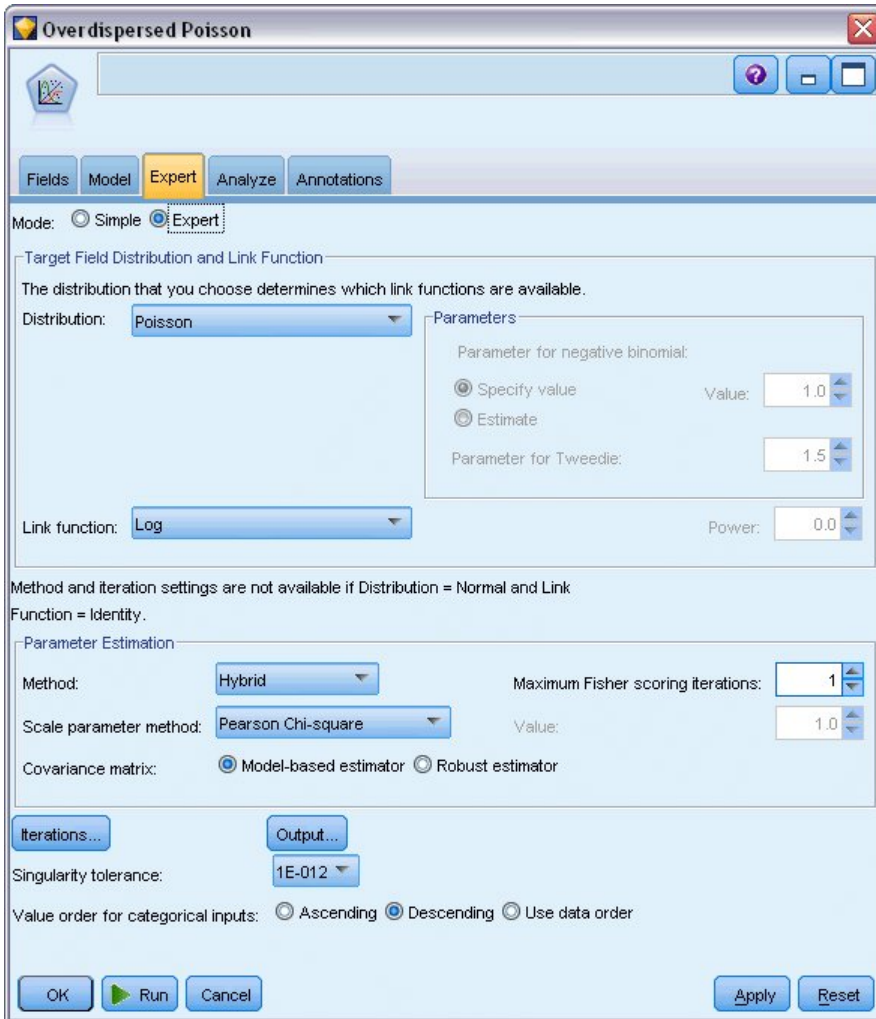 Overdispersed Poisson
Fields Model Expert Analyze Annotations
Mode: Simple Expert
Target Field Distribution and Link Function
The distribution that you choose determines which link functions are available.
Distribution: Poisson
Parameters
Parameter for negative binomial:
Specify value Value: 1.0
Estimate
Parameter for Tweedie: 1.5
Link function: Log Power: 0.0
Method and iteration settings are not available if Distribution = Normal and Link
Function = Identity.
Parameter Estimation
Method: Hybrid Maximum Fisher scoring iterations: 1
Scale parameter method: Pearson Chi-square Value: 1.0
Covariance matrix: Model-based estimator Robust estimator
Iterations... Output...
Singularity tolerance: 1E-012
Value order for categorical inputs: Ascending Descending Use data order
OK Run Cancel Apply Reset